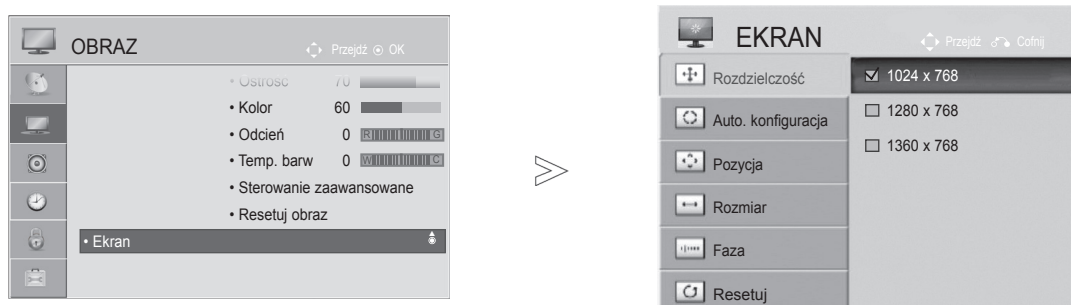 OBRAZ
Przejdź OK
• Ostrość 70
• Kolor 60
• Odcień 0 R G
• Temp. barw 0 W C
• Sterowanie zaawansowane
• Resetuj obraz
• Ekran
EKRAN
Przejdź Cofnij
Rozdzielczość
Auto. konfiguracja
Pozycja
Rozmiar
Faza
Resetuj
1024 x 768
1280 x 768
1360 x 768